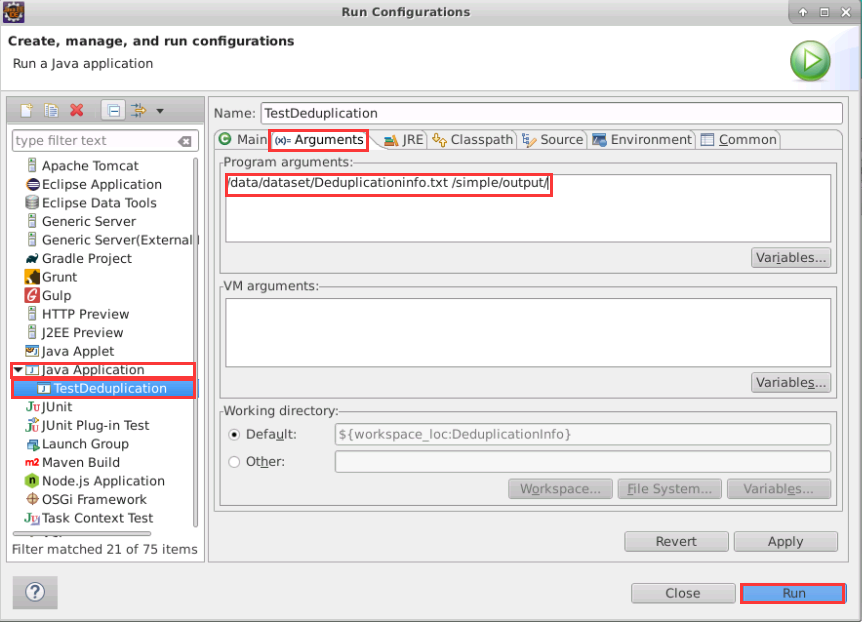 Run Configurations
Create, manage, and run configurations
Run a Java application
type filter text
Apache Tomcat
Eclipse Application
Eclipse Data Tools
Generic Server
Generic Server(External
Gradle Project
Grunt
Gulp
HTTP Preview
J2EE Preview
Java Applet
Java Application
TestDeduplication
JUnit
JUnit Plug-in Test
Launch Group
Maven Build
Node.js Application
OSGi Framework
Task Context Test
Filter matched 21 of 75 items
Name: TestDeduplication
Main (x)= Arguments JRE Classpath Source Environment Common
Program arguments:
/data/dataset/Deduplicationinfo.txt /simple/output/
Variables...
VM arguments:
Variables...
Working directory:
Default: ${workspace_loc:DeduplicationInfo}
Other:
Workspace... File System... Variables...
Revert Apply
? Close Run